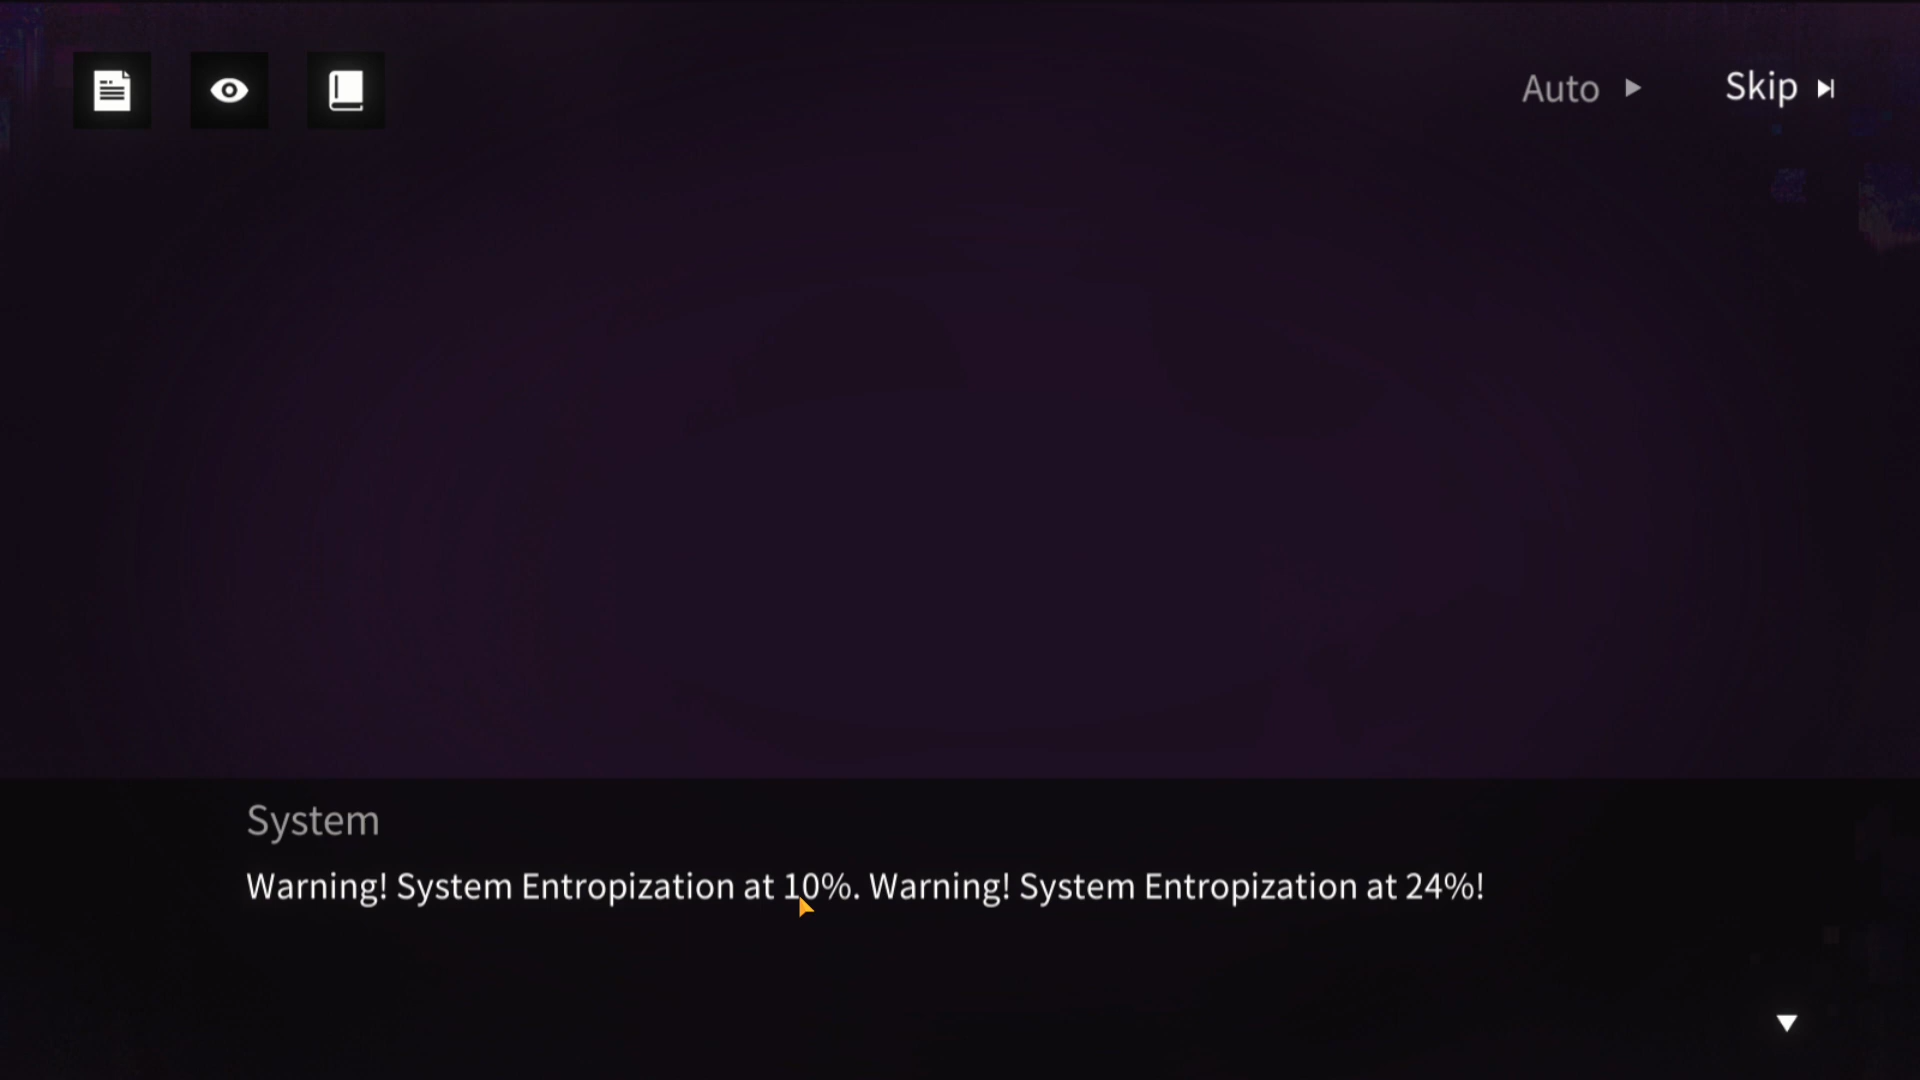 Auto
Skip
System
Warning! System Entropization at 10%. Warning! System Entropization at 24%!